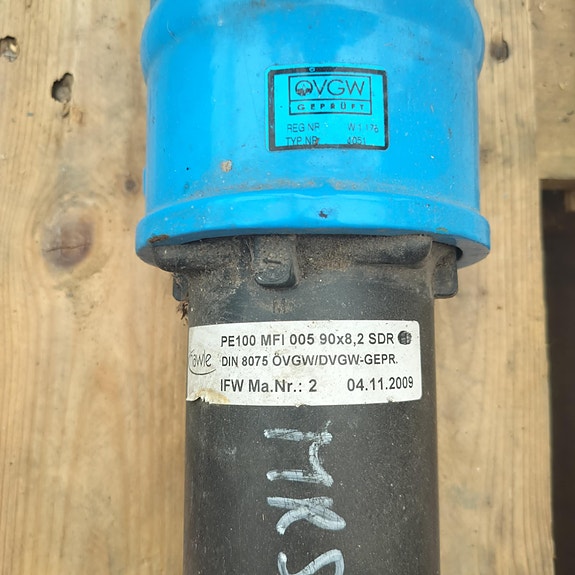 ÖVGW
GEPRÜFT
REG NR W 1.176
TYP NR 4051
PE100 MFI 005 90x8,2 SDR
DIN 8075 ÖVGW/DVGW-GEPR.
IFW Ma.Nr.: 2 04.11.2009
MRS